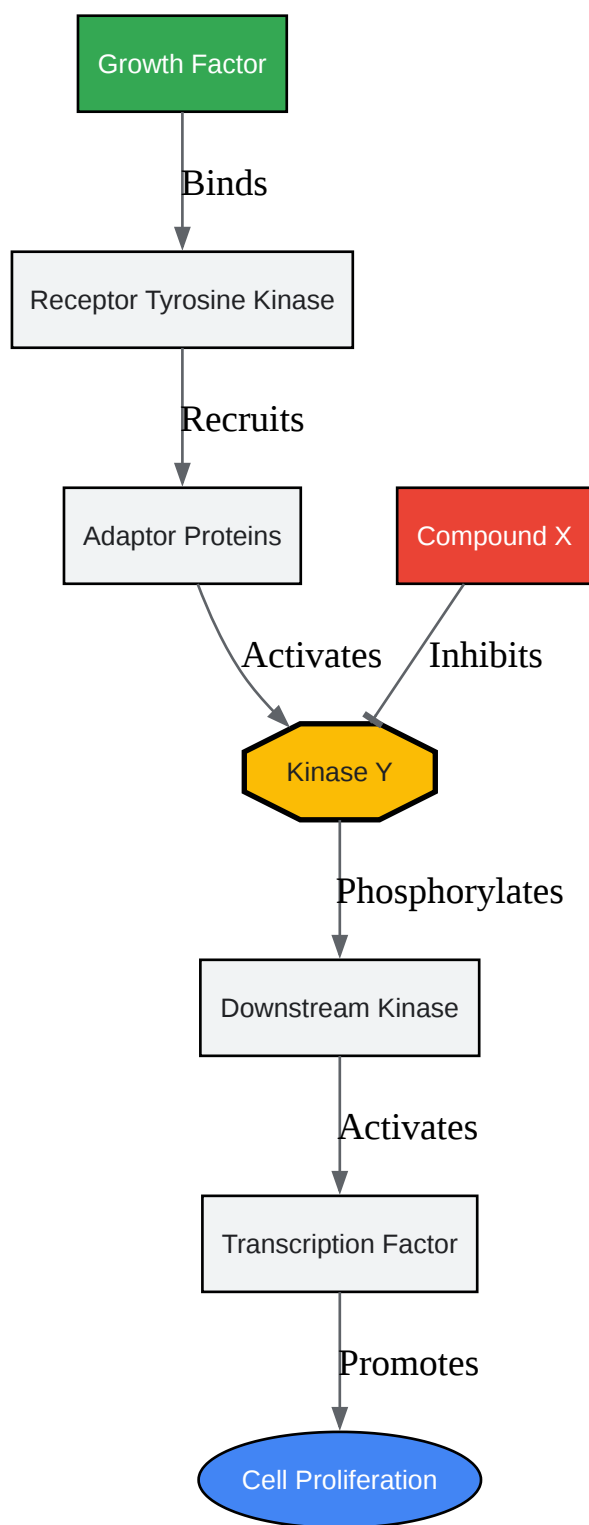 Growth Factor
Binds
Receptor Tyrosine Kinase
Recruits
Adaptor Proteins
Compound X
Activates
Inhibits
Kinase Y
Phosphorylates
Downstream Kinase
Activates
Transcription Factor
Promotes
Cell Proliferation